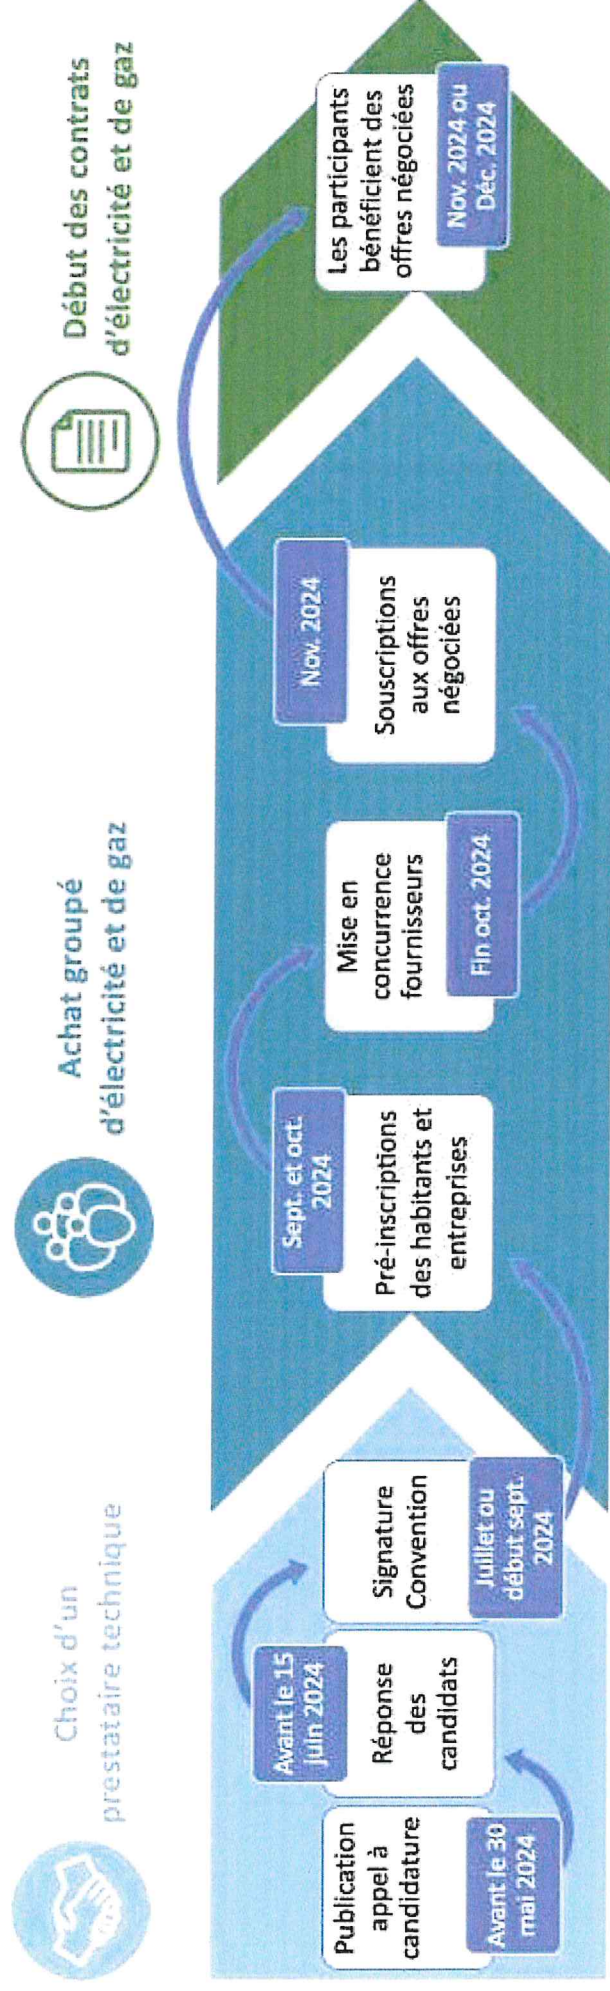 Choix d'un
prestataire technique
Publication
appel à
candidature
Avant le 30
mai 2024
Réponse
des
candidats
Avant le 15
juin 2024
Signature
Convention
Juillet ou
début sept.
2024
Achat groupé
d'électricité et de gaz
Sept. et oct.
2024
Pré-inscriptions
des habitants et
entreprises
Mise en
concurrence
fournisseurs
Fin oct. 2024
Nov. 2024
Souscriptions
aux offres
négociées
Début des contrats
d'électricité et de gaz
Les participants
bénéficient des
offres négociées
Nov. 2024 ou
Déc. 2024